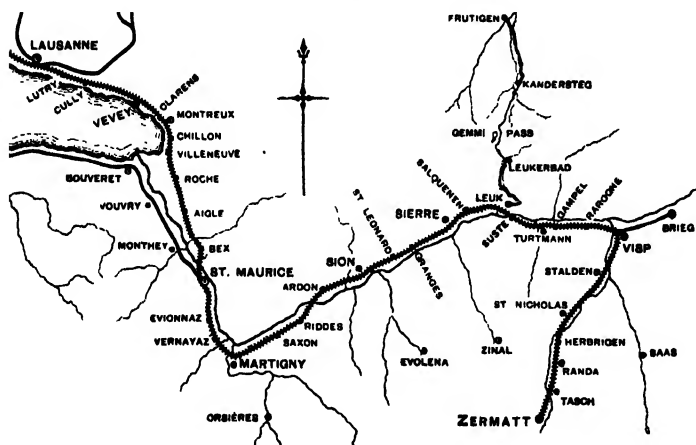 LAUSANNE
LUTRY
CULLY
VEVEY
CLARENS
MONTREUX
CHILLON
VILLENEUVE
ROCHE
AIGLE
BEX
ST. MAURICE
BOUVERET
VOUVRY
MONTHEY
EVIONNAZ
VERNAYAZ
MARTIGNY
ORSIÈRES
SAXON
RIDDES
ARDON
SION
ST LEONARD
GRANGES
SIERRE
SALQUENEN
EVOLENA
ZINAL
FRUTIGEN
KANDERSTEG
GEMMI PASS
LEUKERBAD
LEUK
SUSTE
TURTMANN
GAMPEL
RAROGNE
BRIEG
VISP
STALDEN
ST NICHOLAS
HERBRIGEN
RANDA
TASCH
ZERMATT
SAAS